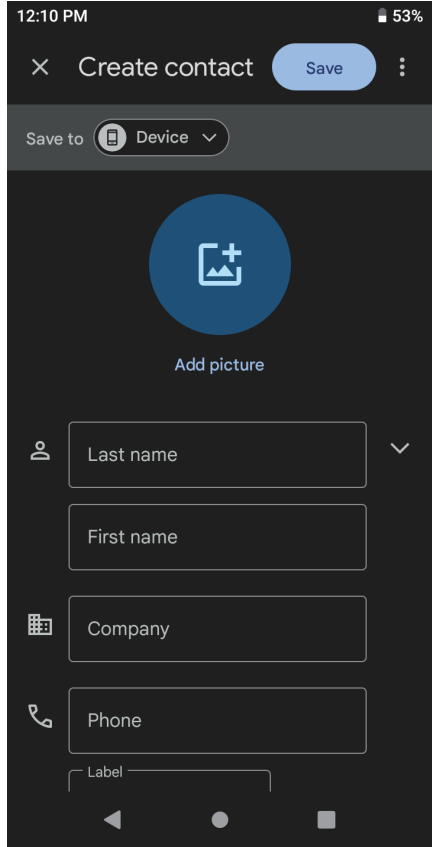 12:10 PM 53%
Create contact Save
Save to Device
Add picture
Last name
First name
Company
Phone
Label